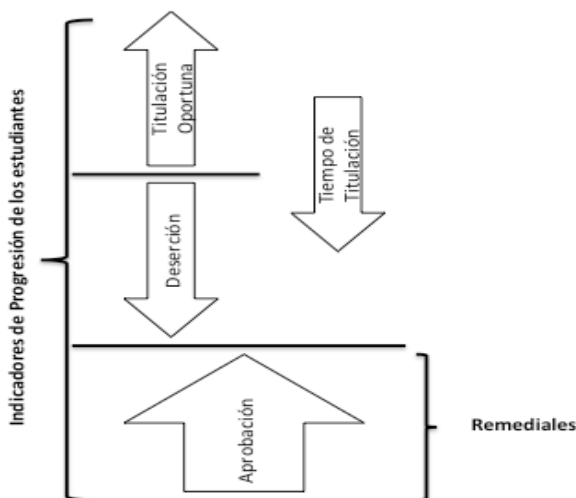 Indicadores de Progresión de los estudiantes
Titulación
Oportuna
Tiempo de
Titulación
Deserción
Aprobación
Remediales